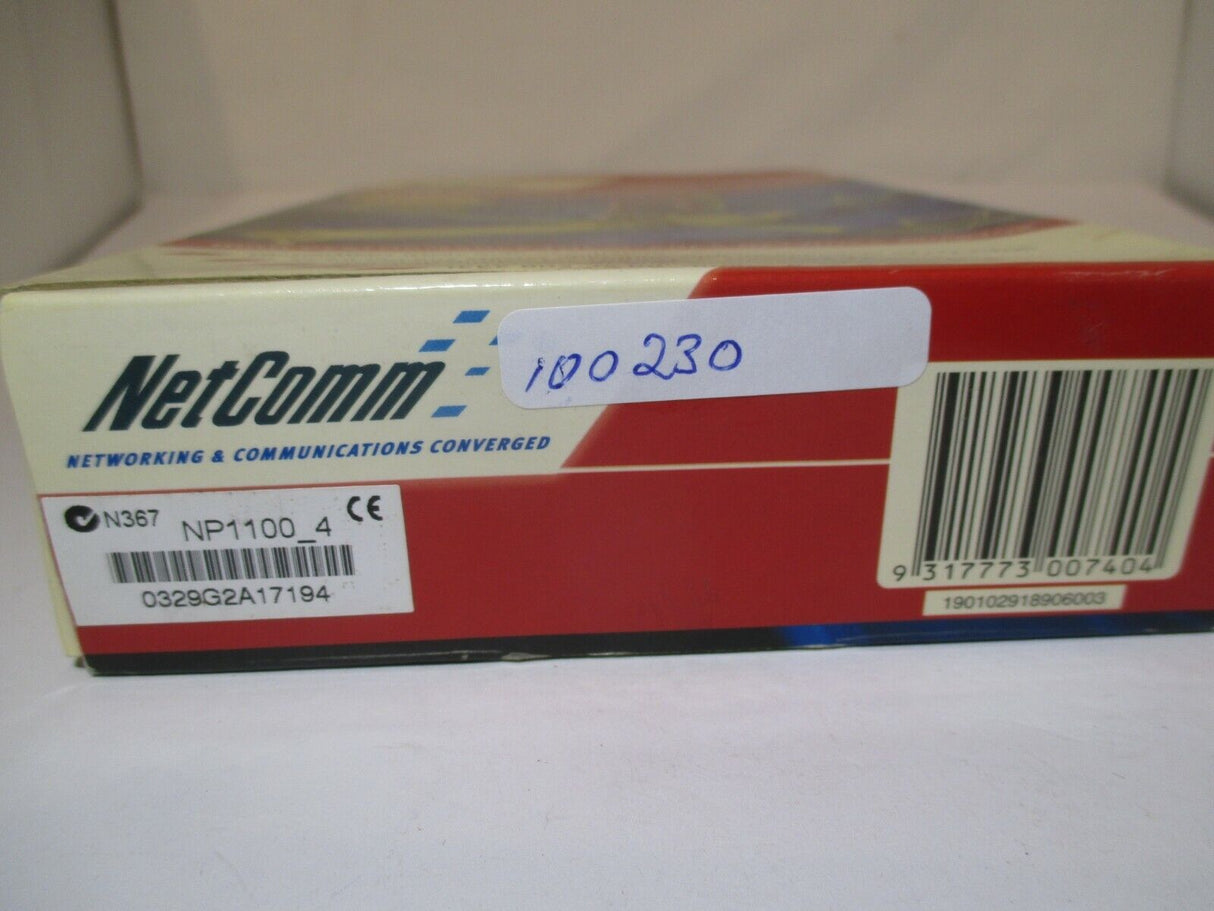 NetComm
100230
NETWORKING & COMMUNICATIONS CONVERGED
N367 NP1100_4 CE
0329G2A17194
9 317773 007404
190102918906003